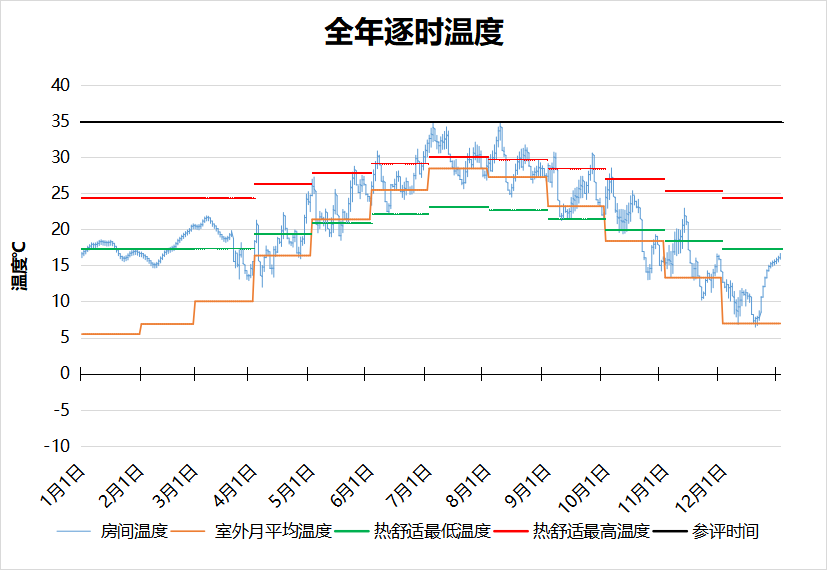 全年逐时温度
40
35
30
25
20
15
10
5
0
-5
-10
温度℃
1月1日
2月1日
3月1日
4月1日
5月1日
6月1日
7月1日
8月1日
9月1日
10月1日
11月1日
12月1日
房间温度 室外月平均温度 热舒适最低温度 热舒适最高温度 参评时间